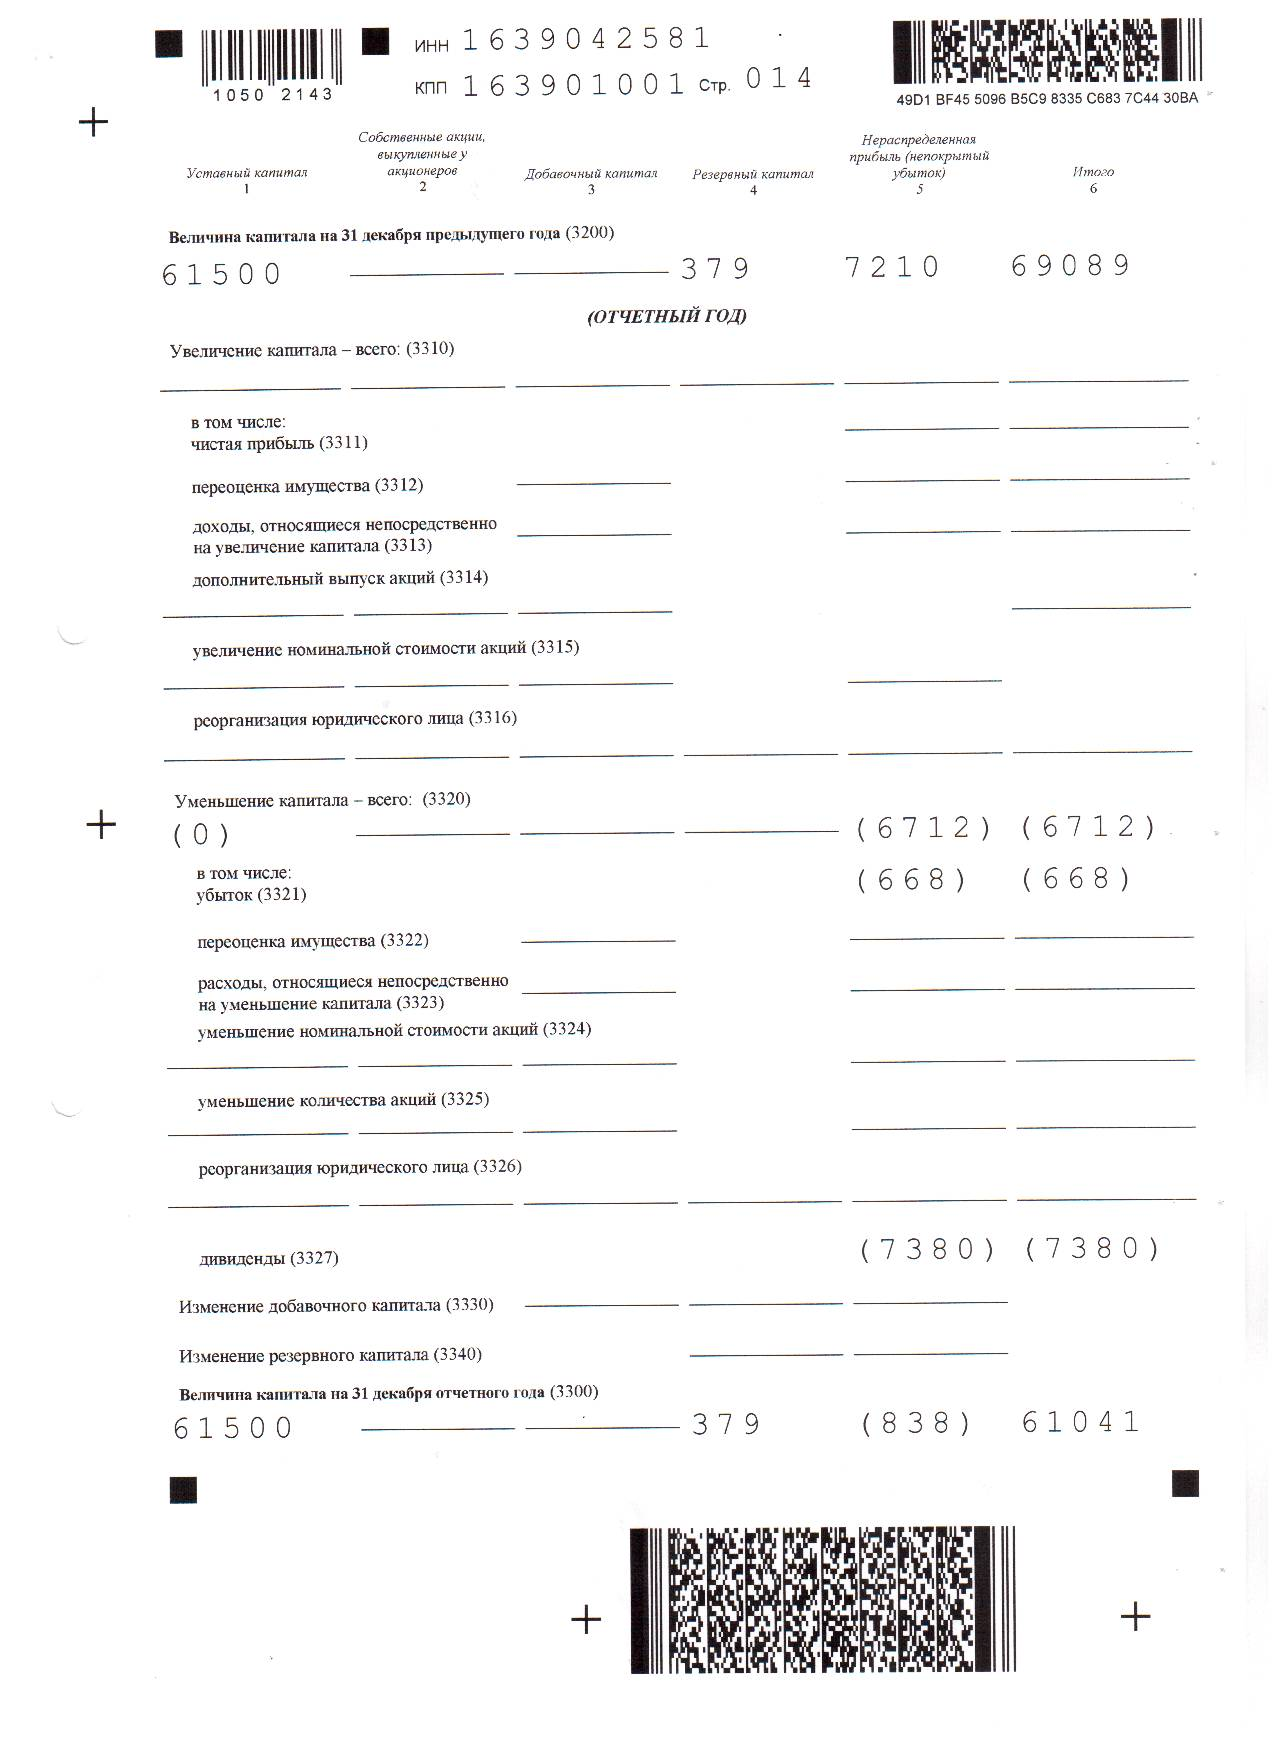 1050 2143
ИНН 1639042581
КПП 163901001 Стр. 014
49D1 BF45 5096 B5C9 8335 C683 7C44 30BA
Уставный капитал
1
Собственные акции,
выкупленные у
акционеров
2
Добавочный капитал
3
Резервный капитал
4
Нераспределенная
прибыль (непокрытый
убыток)
5
Итого
6
Величина капитала на 31 декабря предыдущего года (3200)
61500 379 7210 69089
(ОТЧЕТНЫЙ ГОД)
Увеличение капитала – всего: (3310)
в том числе:
чистая прибыль (3311)
переоценка имущества (3312)
доходы, относящиеся непосредственно
на увеличение капитала (3313)
дополнительный выпуск акций (3314)
увеличение номинальной стоимости акций (3315)
реорганизация юридического лица (3316)
Уменьшение капитала – всего: (3320)
(0) (6712) (6712)
в том числе:
убыток (3321) (668) (668)
переоценка имущества (3322)
расходы, относящиеся непосредственно
на уменьшение капитала (3323)
уменьшение номинальной стоимости акций (3324)
уменьшение количества акций (3325)
реорганизация юридического лица (3326)
дивиденды (3327) (7380) (7380)
Изменение добавочного капитала (3330)
Изменение резервного капитала (3340)
Величина капитала на 31 декабря отчетного года (3300)
61500 379 (838) 61041